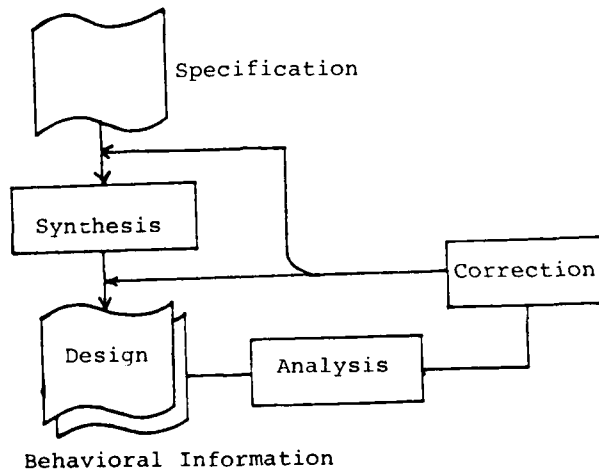 Specification
Synthesis
Correction
Design
Analysis
Behavioral Information